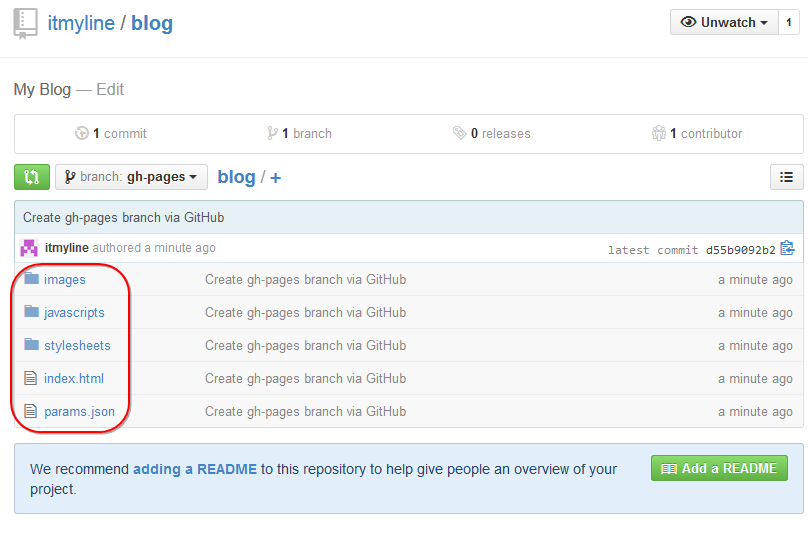 itmyline / blog
Unwatch 1
My Blog — Edit
1 commit 1 branch 0 releases 1 contributor
branch: gh-pages blog / +
Create gh-pages branch via GitHub
itmyline authored a minute ago latest commit d55b9092b2
images Create gh-pages branch via GitHub a minute ago
javascripts Create gh-pages branch via GitHub a minute ago
stylesheets Create gh-pages branch via GitHub a minute ago
index.html Create gh-pages branch via GitHub a minute ago
params.json Create gh-pages branch via GitHub a minute ago
We recommend adding a README to this repository to help give people an overview of your
project.
Add a README